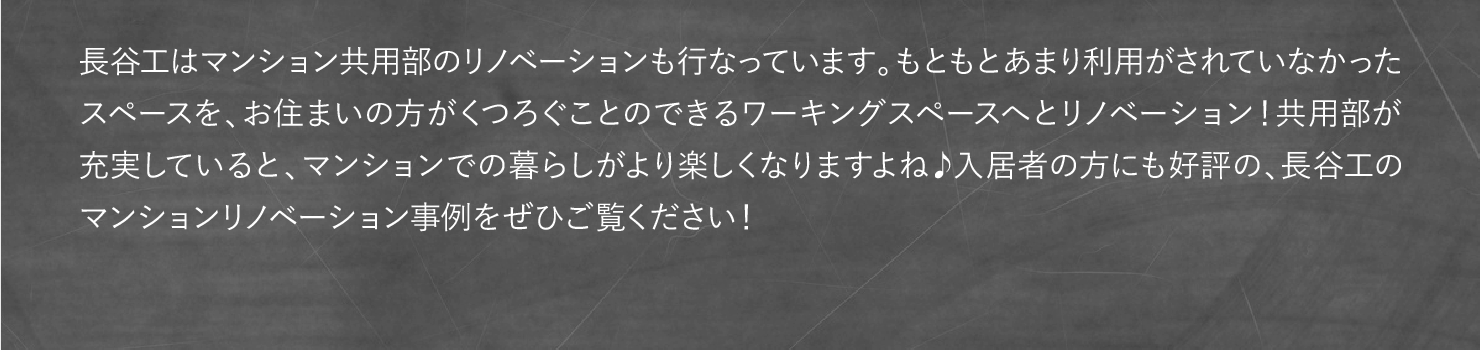 長谷工はマンション共用部のリノベーションも行なっています。もともとあまり利用がされていなかった
スペースを、お住まいの方がくつろぐことのできるワーキングスペースへとリノベーション！共用部が
充実していると、マンションでの暮らしがより楽しくなりますよね♪入居者の方にも好評の、長谷工の
マンションリノベーション事例をぜひご覧ください！